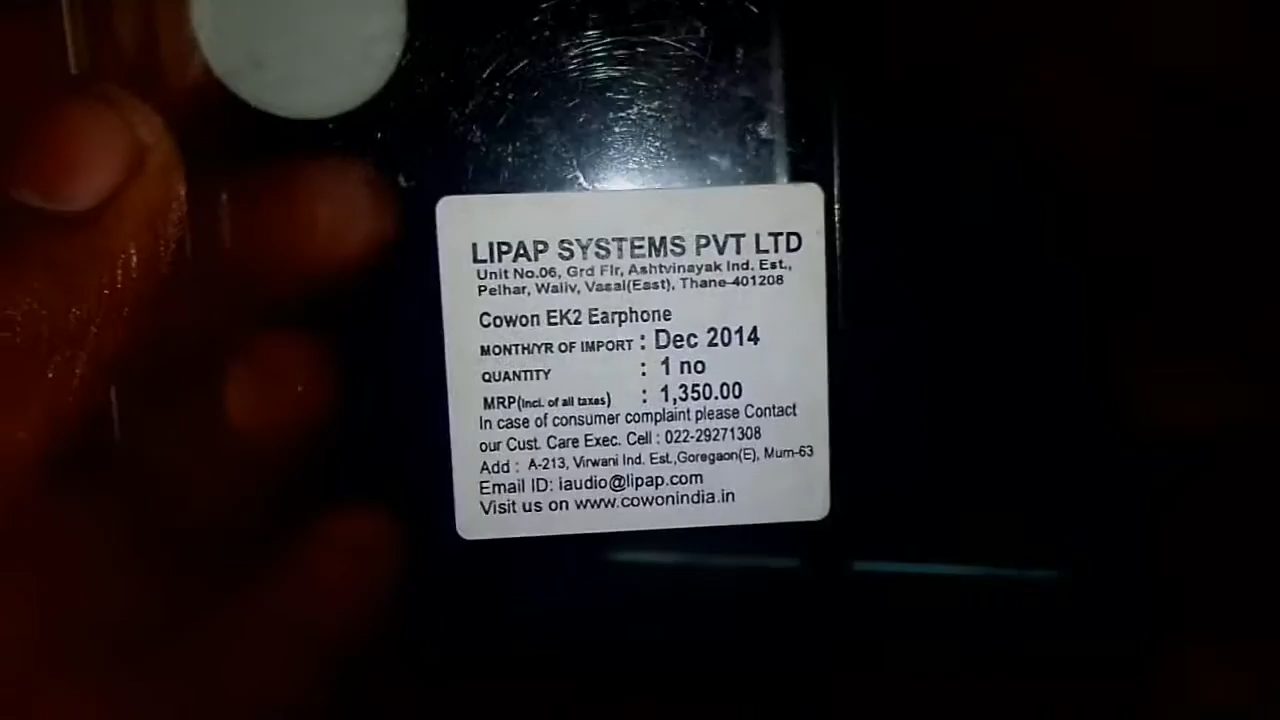 LIPAP SYSTEMS PVT LTD
Unit No.06, Grd Flr, Ashtvinayak Ind. Est.,
Pelhar, Waliv, Vasai(East), Thane-401208
Cowon EK2 Earphone
MONTH/YR OF IMPORT : Dec 2014
QUANTITY : 1 no
MRP(Incl. of all taxes) : 1,350.00
In case of consumer complaint please Contact
our Cust. Care Exec. Cell : 022-29271308
Add : A-213, Virwani Ind. Est.,Goregaon(E), Mum-63
Email ID: iaudio@lipap.com
Visit us on www.cowonindia.in